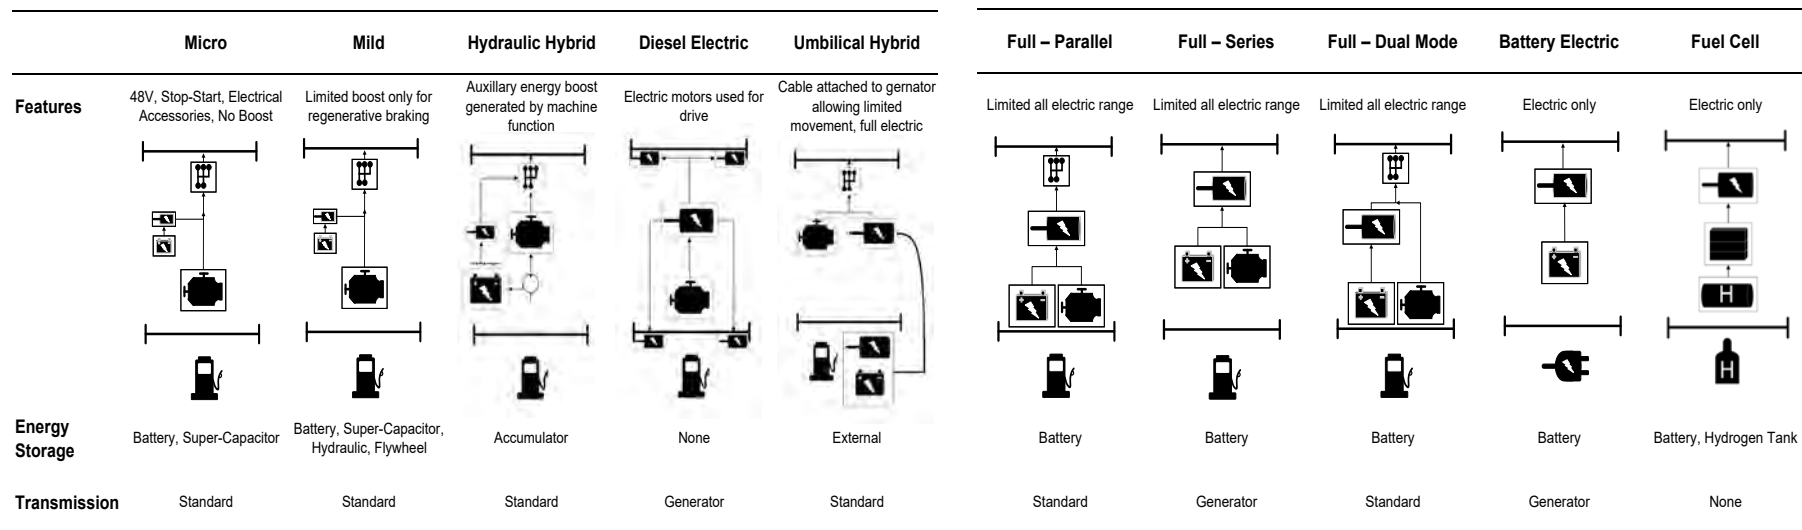 Micro Mild Hydraulic Hybrid Diesel Electric Umbilical Hybrid Full – Parallel Full – Series Full – Dual Mode Battery Electric Fuel Cell
Features
48V, Stop-Start, Electrical
Accessories, No Boost
Limited boost only for
regenerative braking
Auxillary energy boost
generated by machine
function
Electric motors used for
drive
Cable attached to gernator
allowing limited
movement, full electric
Limited all electric range
Limited all electric range
Limited all electric range
Electric only
Electric only
H
H
Energy
Storage
Battery, Super-Capacitor
Battery, Super-Capacitor,
Hydraulic, Flywheel
Accumulator
None
External
Battery
Battery
Battery
Battery
Battery, Hydrogen Tank
Transmission Standard Standard Standard Generator Standard Standard Generator Standard Generator None